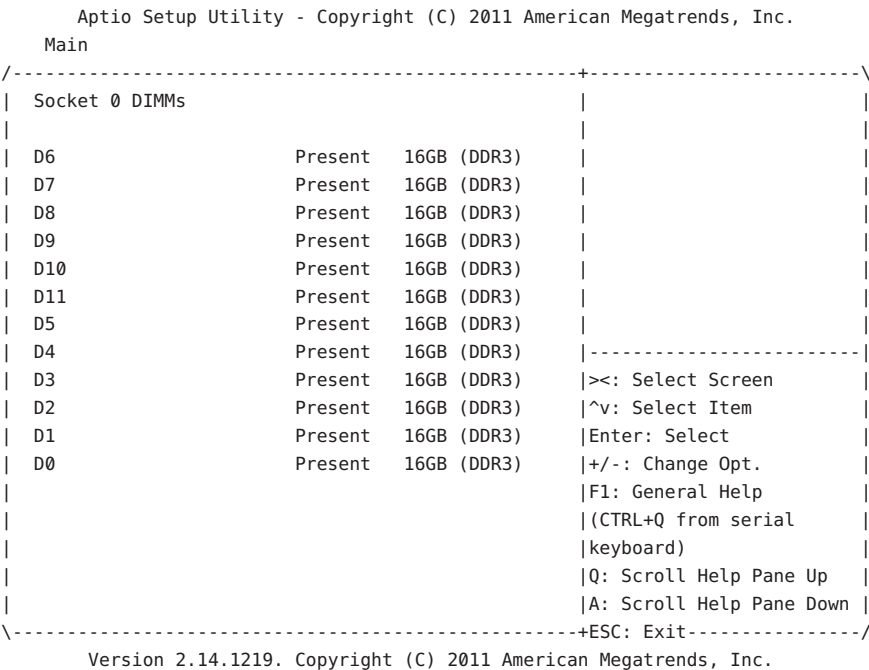 Aptio Setup Utility - Copyright (C) 2011 American Megatrends, Inc.
    Main
/----------------------------------------------------+-------------------------\
|  Socket 0 DIMMs                                    |                         |
|                                                    |                         |
|  D6                      Present   16GB (DDR3)     |                         |
|  D7                      Present   16GB (DDR3)     |                         |
|  D8                      Present   16GB (DDR3)     |                         |
|  D9                      Present   16GB (DDR3)     |                         |
|  D10                     Present   16GB (DDR3)     |                         |
|  D11                     Present   16GB (DDR3)     |                         |
|  D5                      Present   16GB (DDR3)     |                         |
|  D4                      Present   16GB (DDR3)     |-------------------------|
|  D3                      Present   16GB (DDR3)     |><: Select Screen        |
|  D2                      Present   16GB (DDR3)     |^v: Select Item          |
|  D1                      Present   16GB (DDR3)     |Enter: Select            |
|  D0                      Present   16GB (DDR3)     |+/-: Change Opt.         |
|                                                    |F1: General Help         |
|                                                    |(CTRL+Q from serial      |
|                                                    |keyboard)                |
|                                                    |Q: Scroll Help Pane Up   |
|                                                    |A: Scroll Help Pane Down |
\----------------------------------------------------+ESC: Exit----------------/
Version 2.14.1219. Copyright (C) 2011 American Megatrends, Inc.